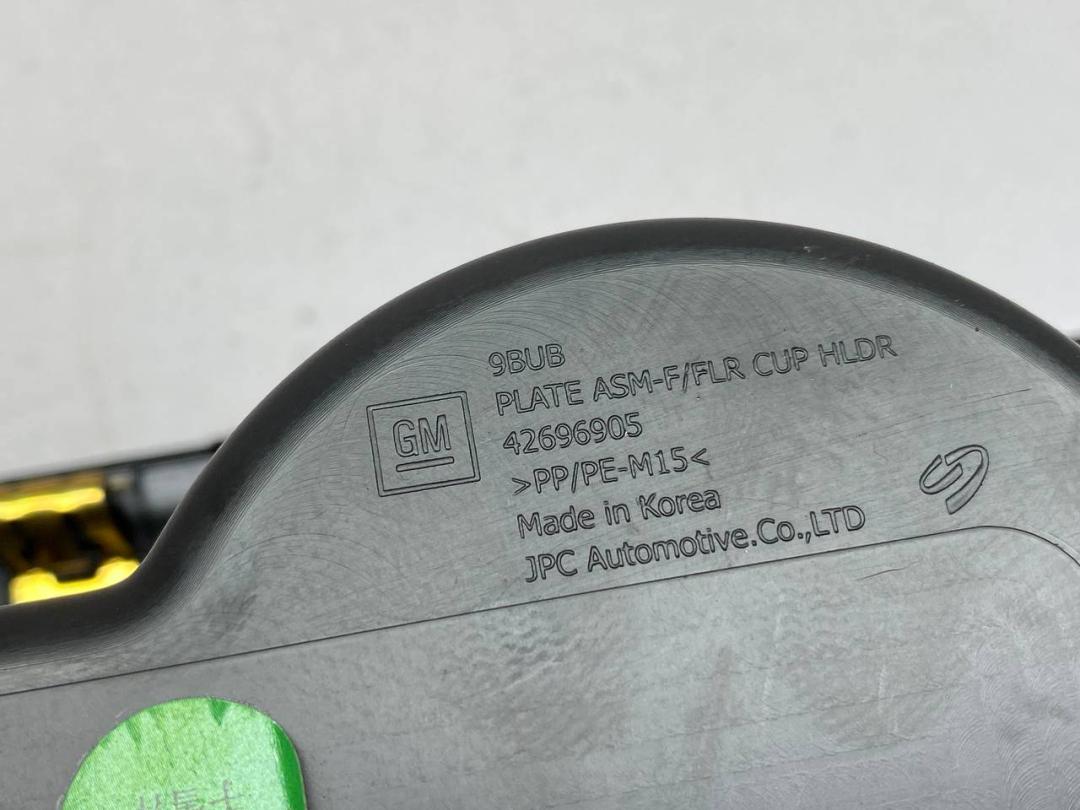 9BUB
PLATE ASM-F/FLR CUP HLDR
GM
42696905
>PP/PE-M15<
Made in Korea
JPC Automotive.Co.,LTD